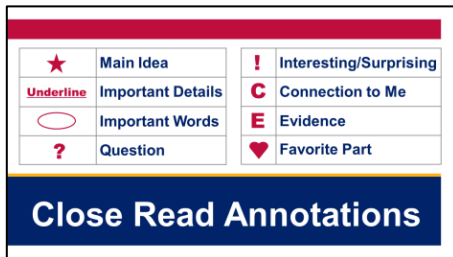 Main Idea
Underline Important Details
Important Words
? Question
! Interesting/Surprising
C Connection to Me
E Evidence
Favorite Part
Close Read Annotations